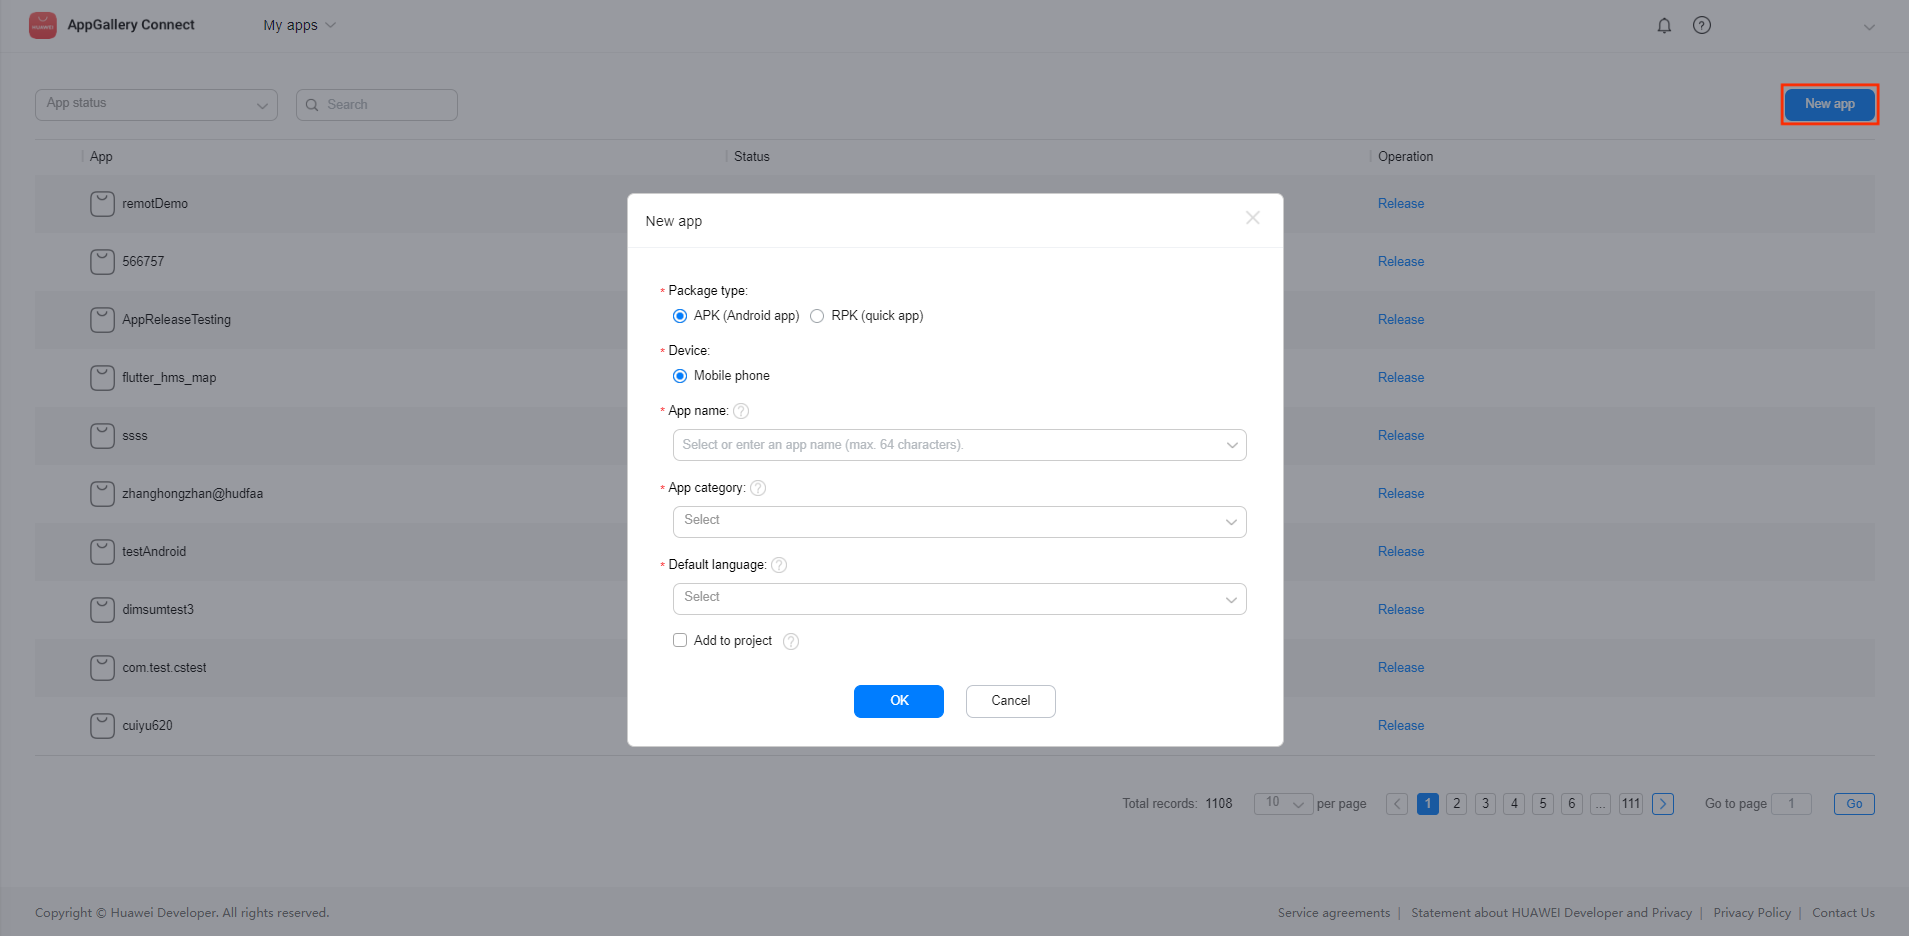 HUAWEI
AppGallery Connect
My apps
App status
Search
New app
App
Status
Operation
remotDemo
Release
566757
Release
AppReleaseTesting
Release
flutter_hms_map
Release
ssss
Release
zhanghongzhan@hudfaa
Release
testAndroid
Release
dimsumtest3
Release
com.test.cstest
Release
cuiyu620
Release
New app
* Package type:
APK (Android app) RPK (quick app)
* Device:
Mobile phone
* App name: ?
Select or enter an app name (max. 64 characters).
* App category: ?
Select
* Default language: ?
Select
Add to project ?
OK Cancel
Total records: 1108 10 per page < 1 2 3 4 5 6 ... 111 > Go to page 1 Go
Copyright © Huawei Developer. All rights reserved.
Service agreements | Statement about HUAWEI Developer and Privacy | Privacy Policy | Contact Us